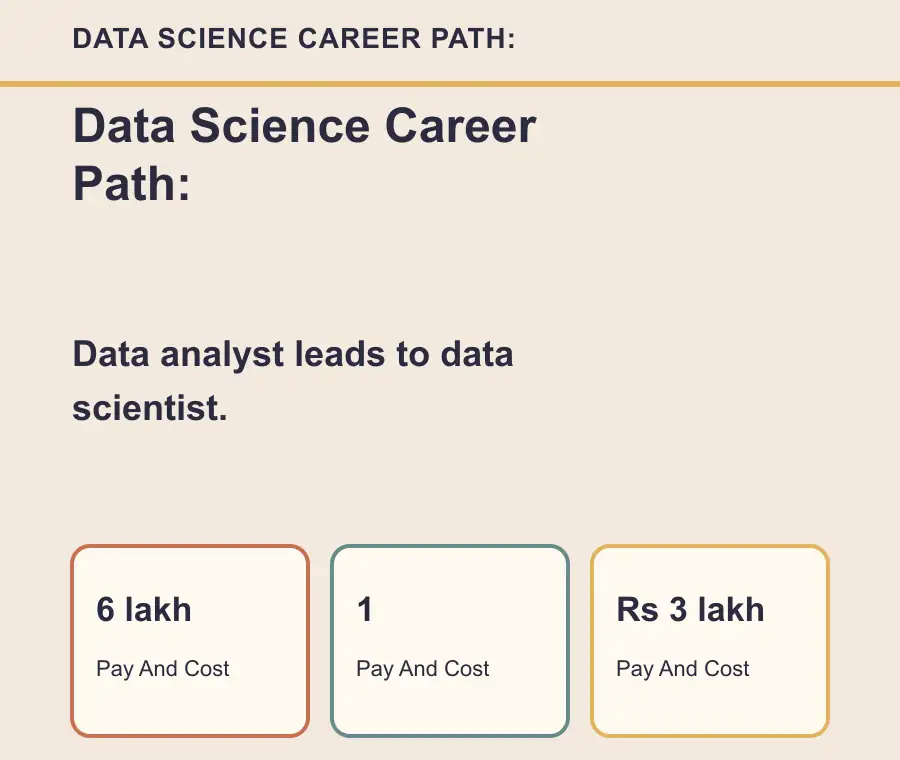 DATA SCIENCE CAREER PATH:
Data Science Career
Path:
Data analyst leads to data
scientist.
6 lakh
Pay And Cost
1
Pay And Cost
Rs 3 lakh
Pay And Cost